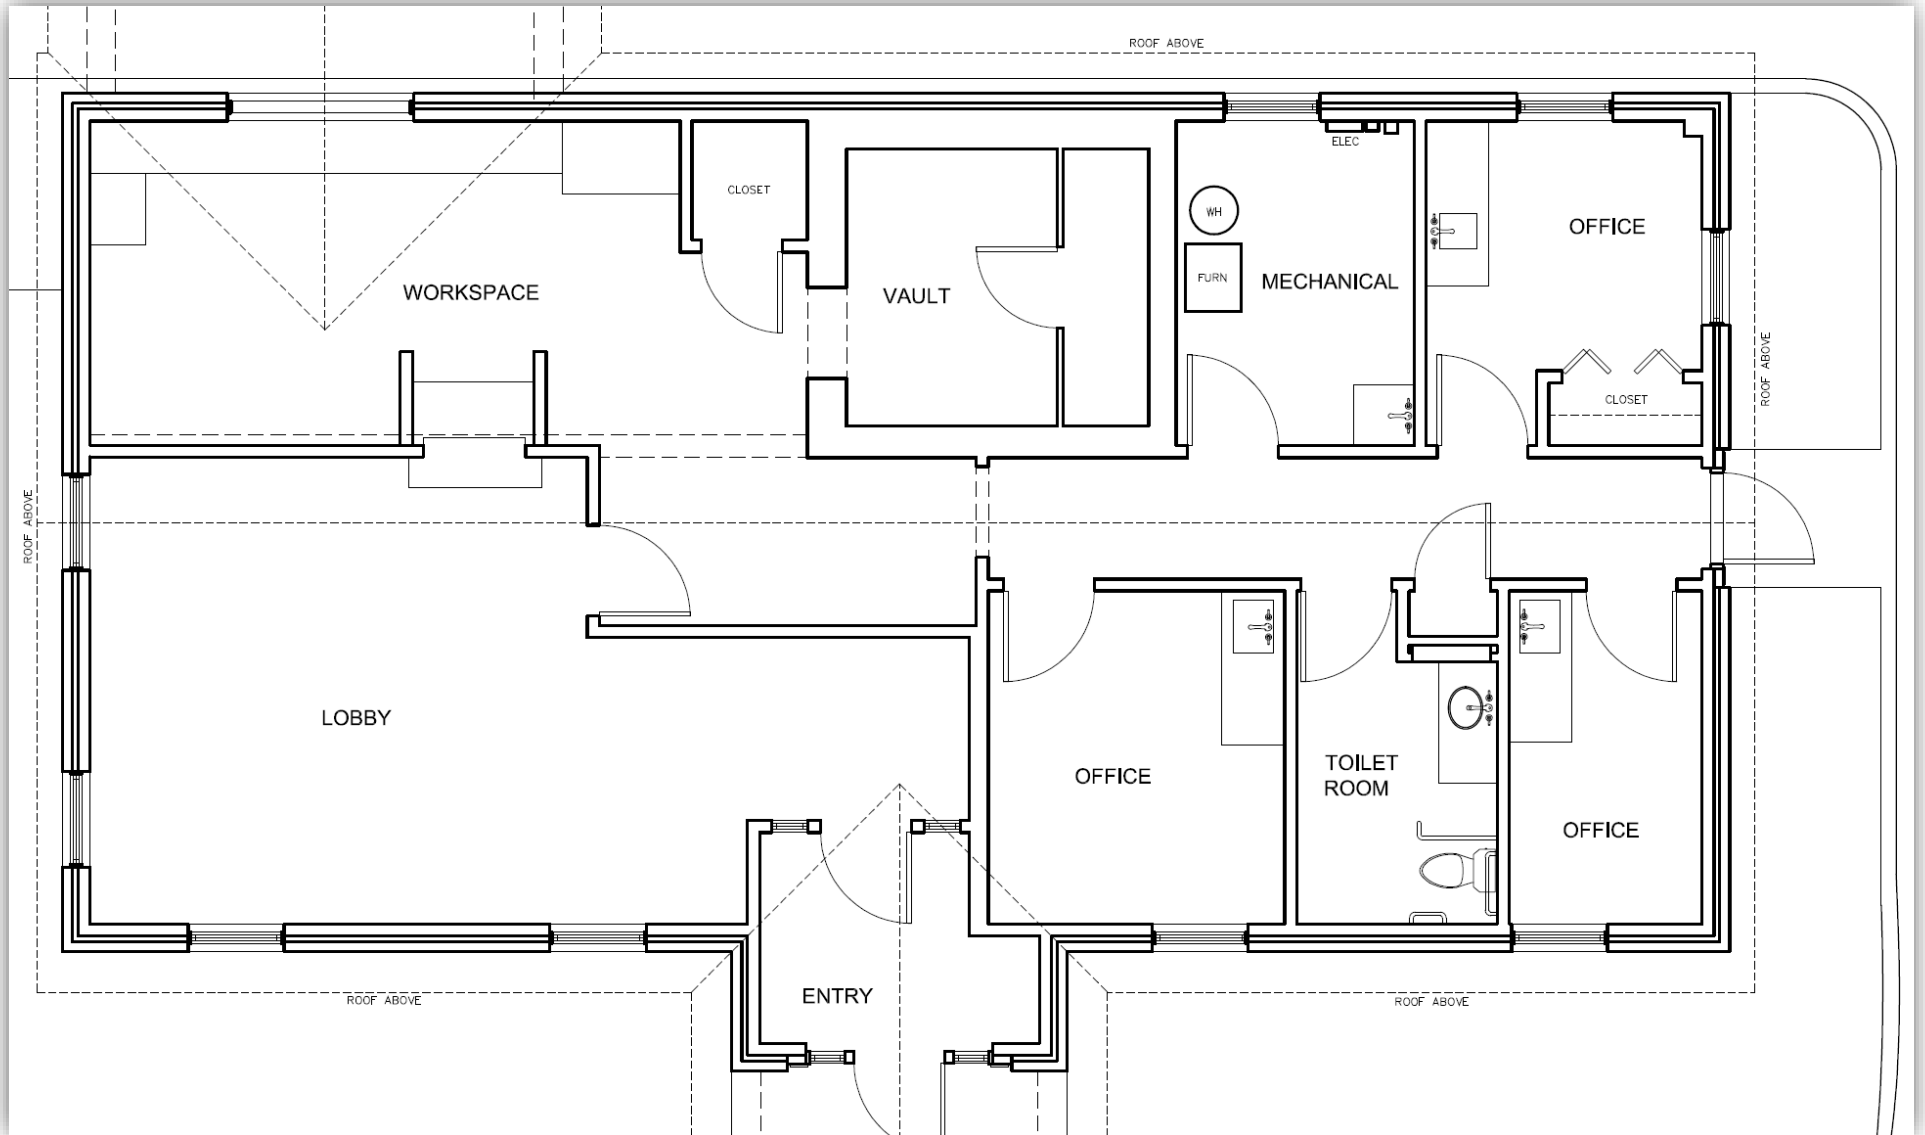 ROOF ABOVE
ELEC
CLOSET
WH
OFFICE
FURN
MECHANICAL
WORKSPACE
VAULT
ROOF ABOVE
CLOSET
ROOF ABOVE
LOBBY
OFFICE
TOILET
ROOM
OFFICE
ENTRY
ROOF ABOVE
ROOF ABOVE